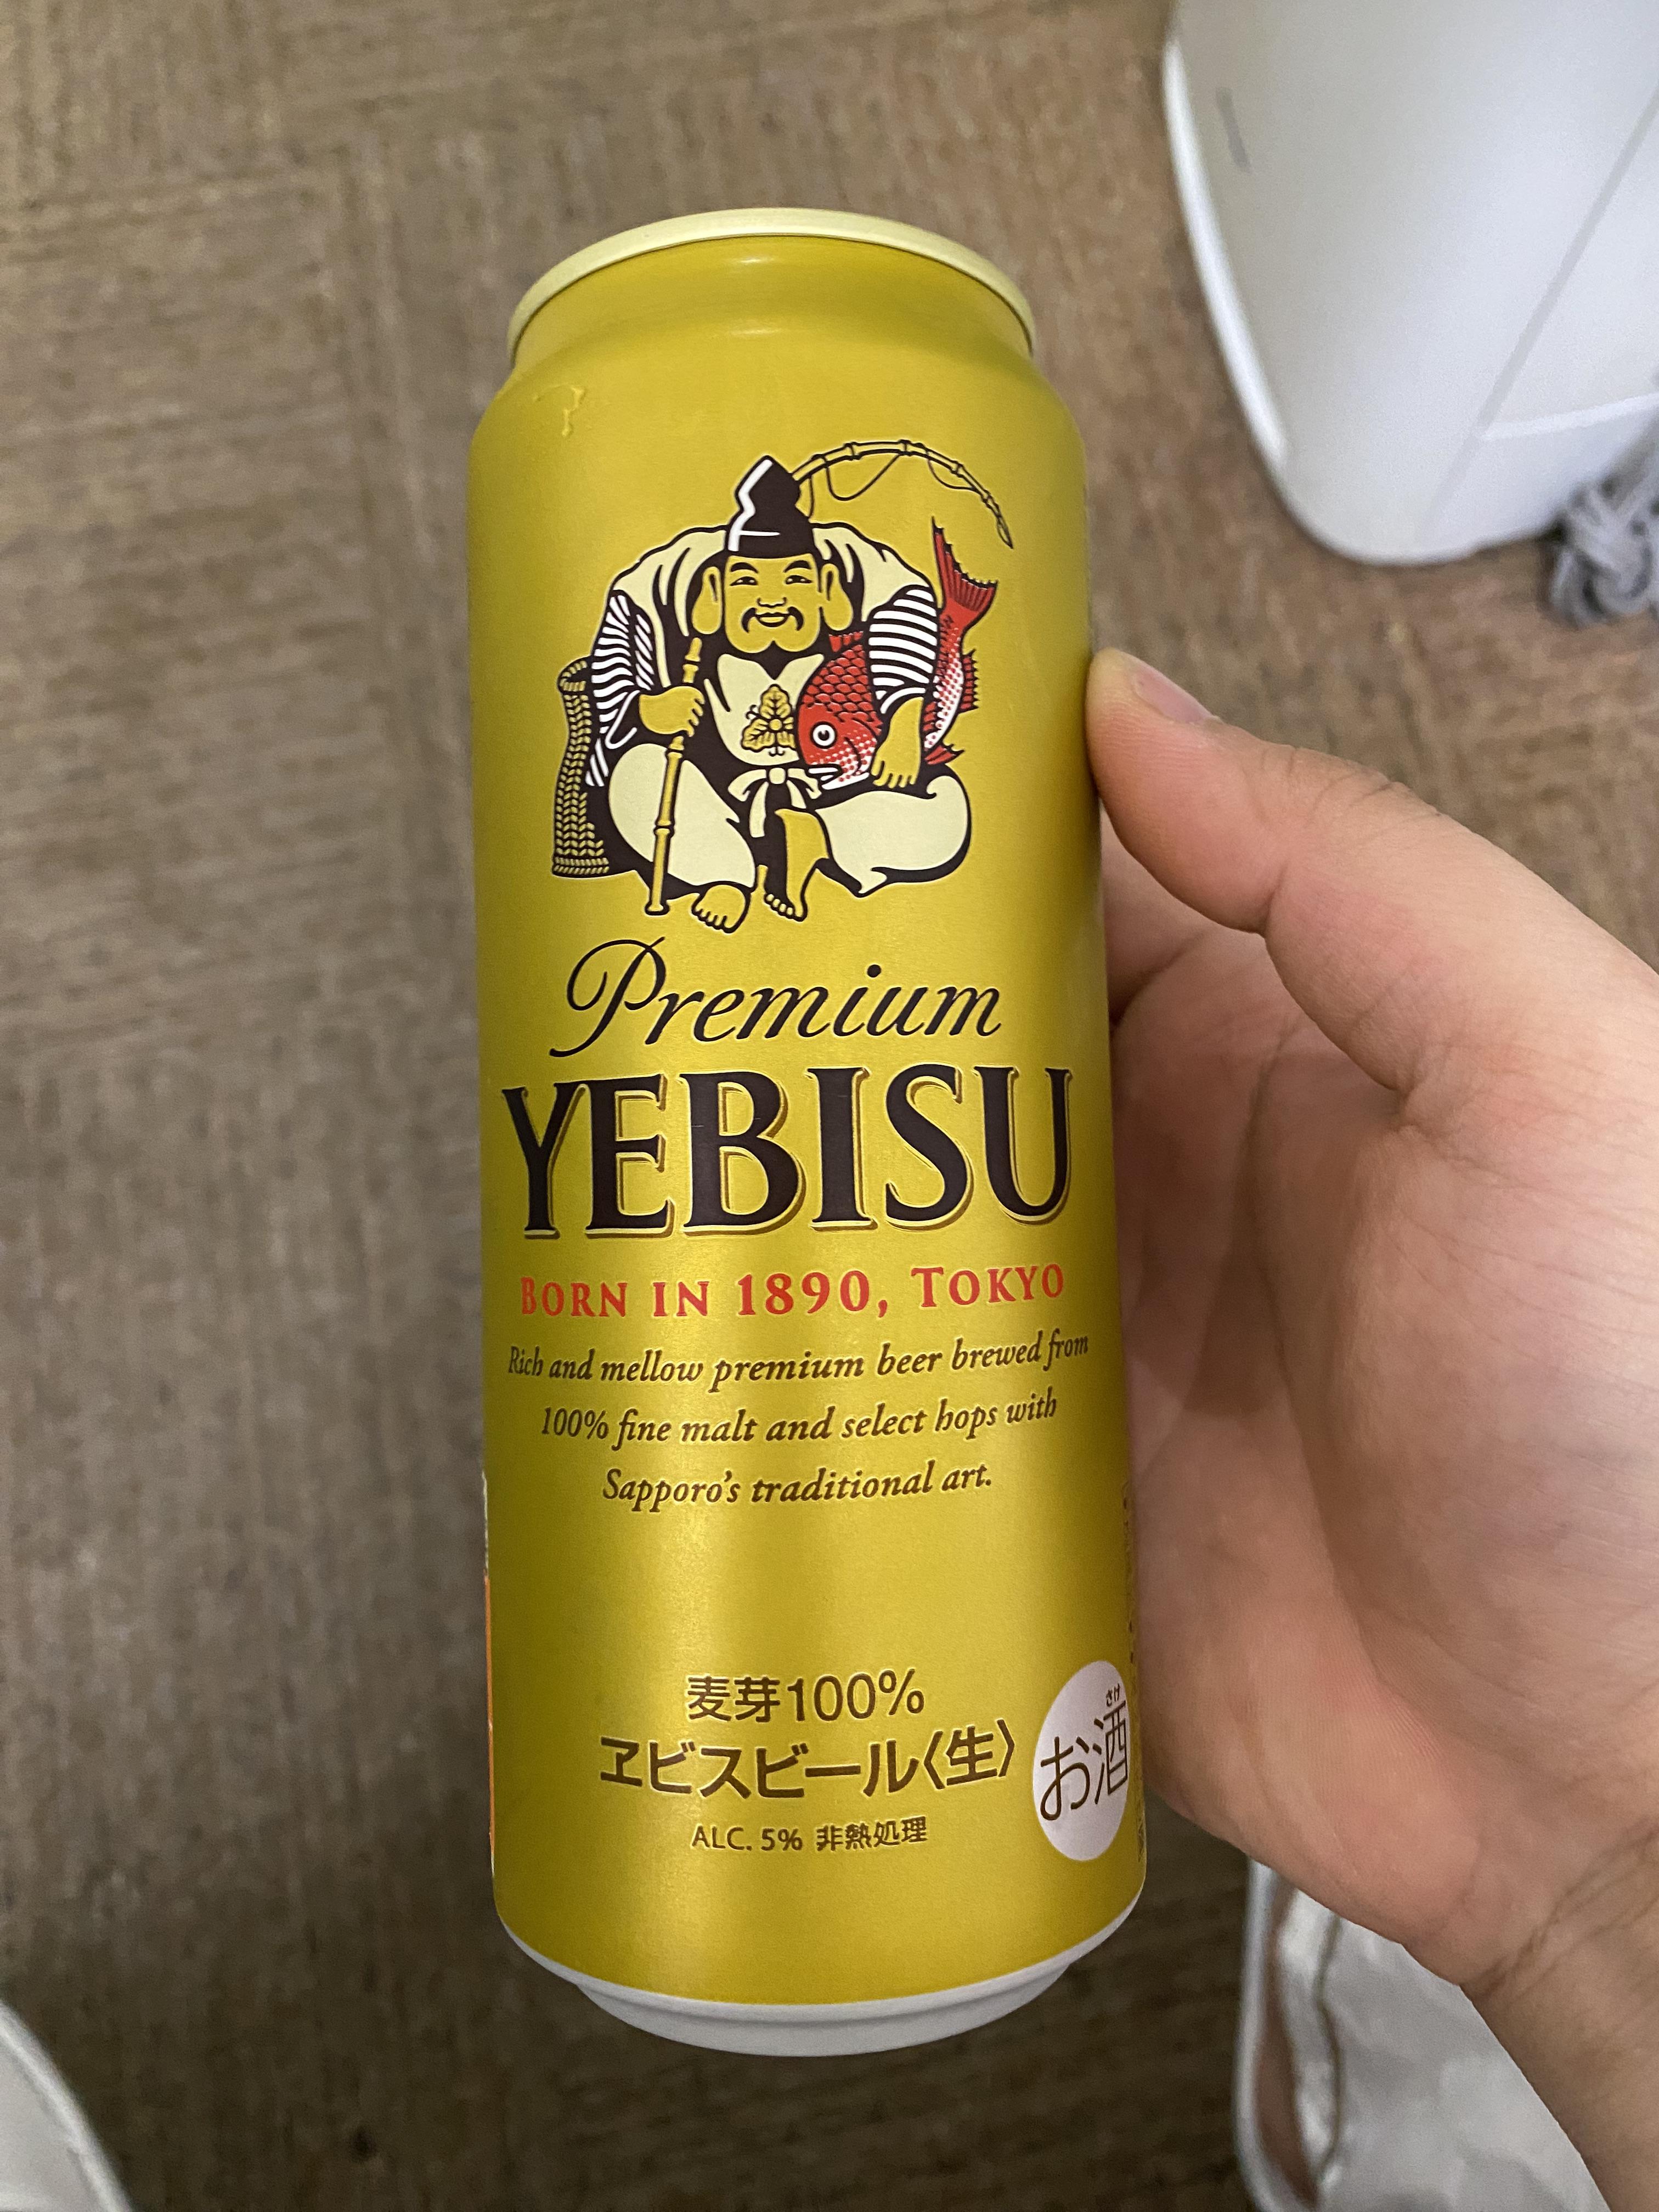 Premium
YEBISU
BORN IN 1890, TOKYO
Rich and mellow premium beer brewed from
100% fine malt and select hops with
Sapporo's traditional art.
麦芽100%
ヱビスビール〈生〉
ALC. 5% 非熱処理
さけ
お酒